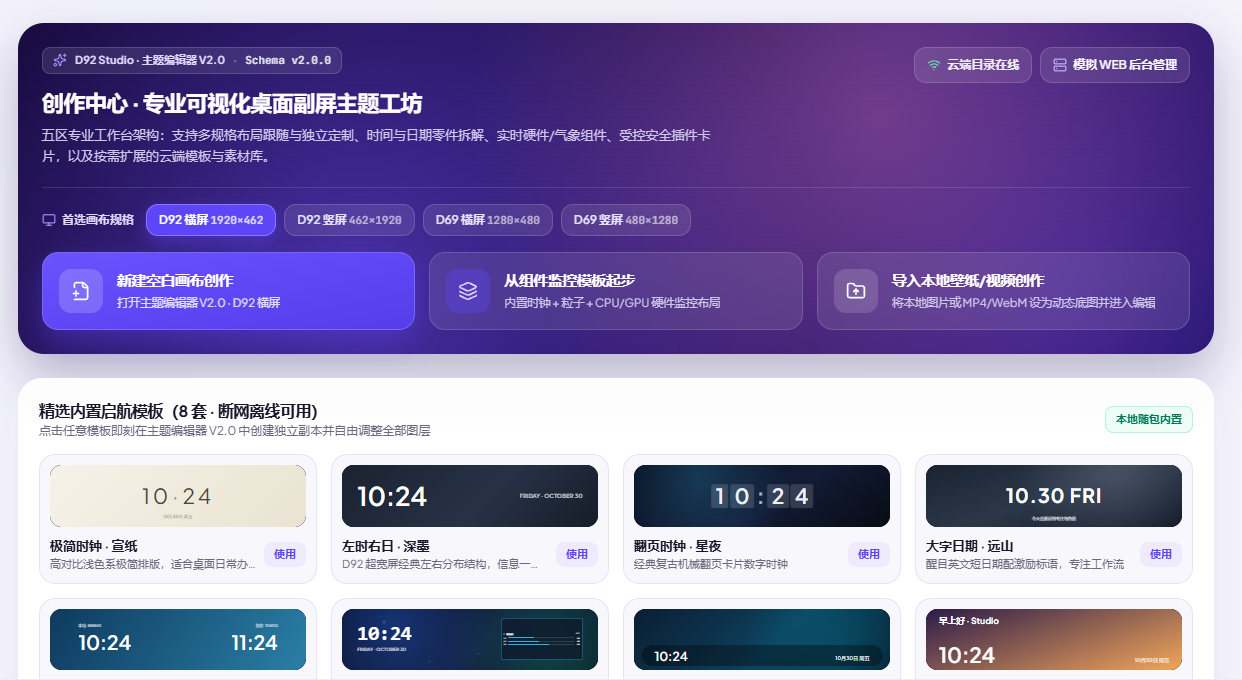 D92 Studio · 主题编辑器 V2.0 · Schema v2.0.0
云端目录在线
模拟 WEB 后台管理
创作中心 · 专业可视化桌面副屏主题工坊
五区专业工作台架构：支持多规格布局跟随与独立定制、时间与日期零件拆解、实时硬件/气象组件、受控安全插件卡
片，以及按需扩展的云端模板与素材库。
首选画布规格
D92 横屏 1920×462
D92 竖屏 462×1920
D69 横屏 1280×480
D69 竖屏 480×1280
新建空白画布创作
打开主题编辑器 V2.0 · D92 横屏
从组件监控模板起步
内置时钟 + 粒子 + CPU/GPU 硬件监控布局
导入本地壁纸/视频创作
将本地图片或 MP4/WebM 设为动态底图并进入编辑
精选内置启航模板（8 套 · 断网离线可用）
点击任意模板即刻在主题编辑器 V2.0 中创建独立副本并自由调整全部图层
本地随包内置
10 · 24
极简时钟 · 宣纸
高对比浅色系极简排版，适合桌面日常办...
使用
10:24
FRIDAY · OCTOBER 30
左时右日 · 深墨
D92 超宽屏经典左右分布结构，信息一...
使用
10:24
翻页时钟 · 星夜
经典复古机械翻页卡片数字时钟
使用
10.30 FRI
大字日期 · 远山
醒目英文短日期配激励标语，专注工作流
使用
10:24
11:24
10:24
FRIDAY · OCTOBER 30
10:24
10月30日 周五
早上好 · Studio
10:24
10月30日 周五